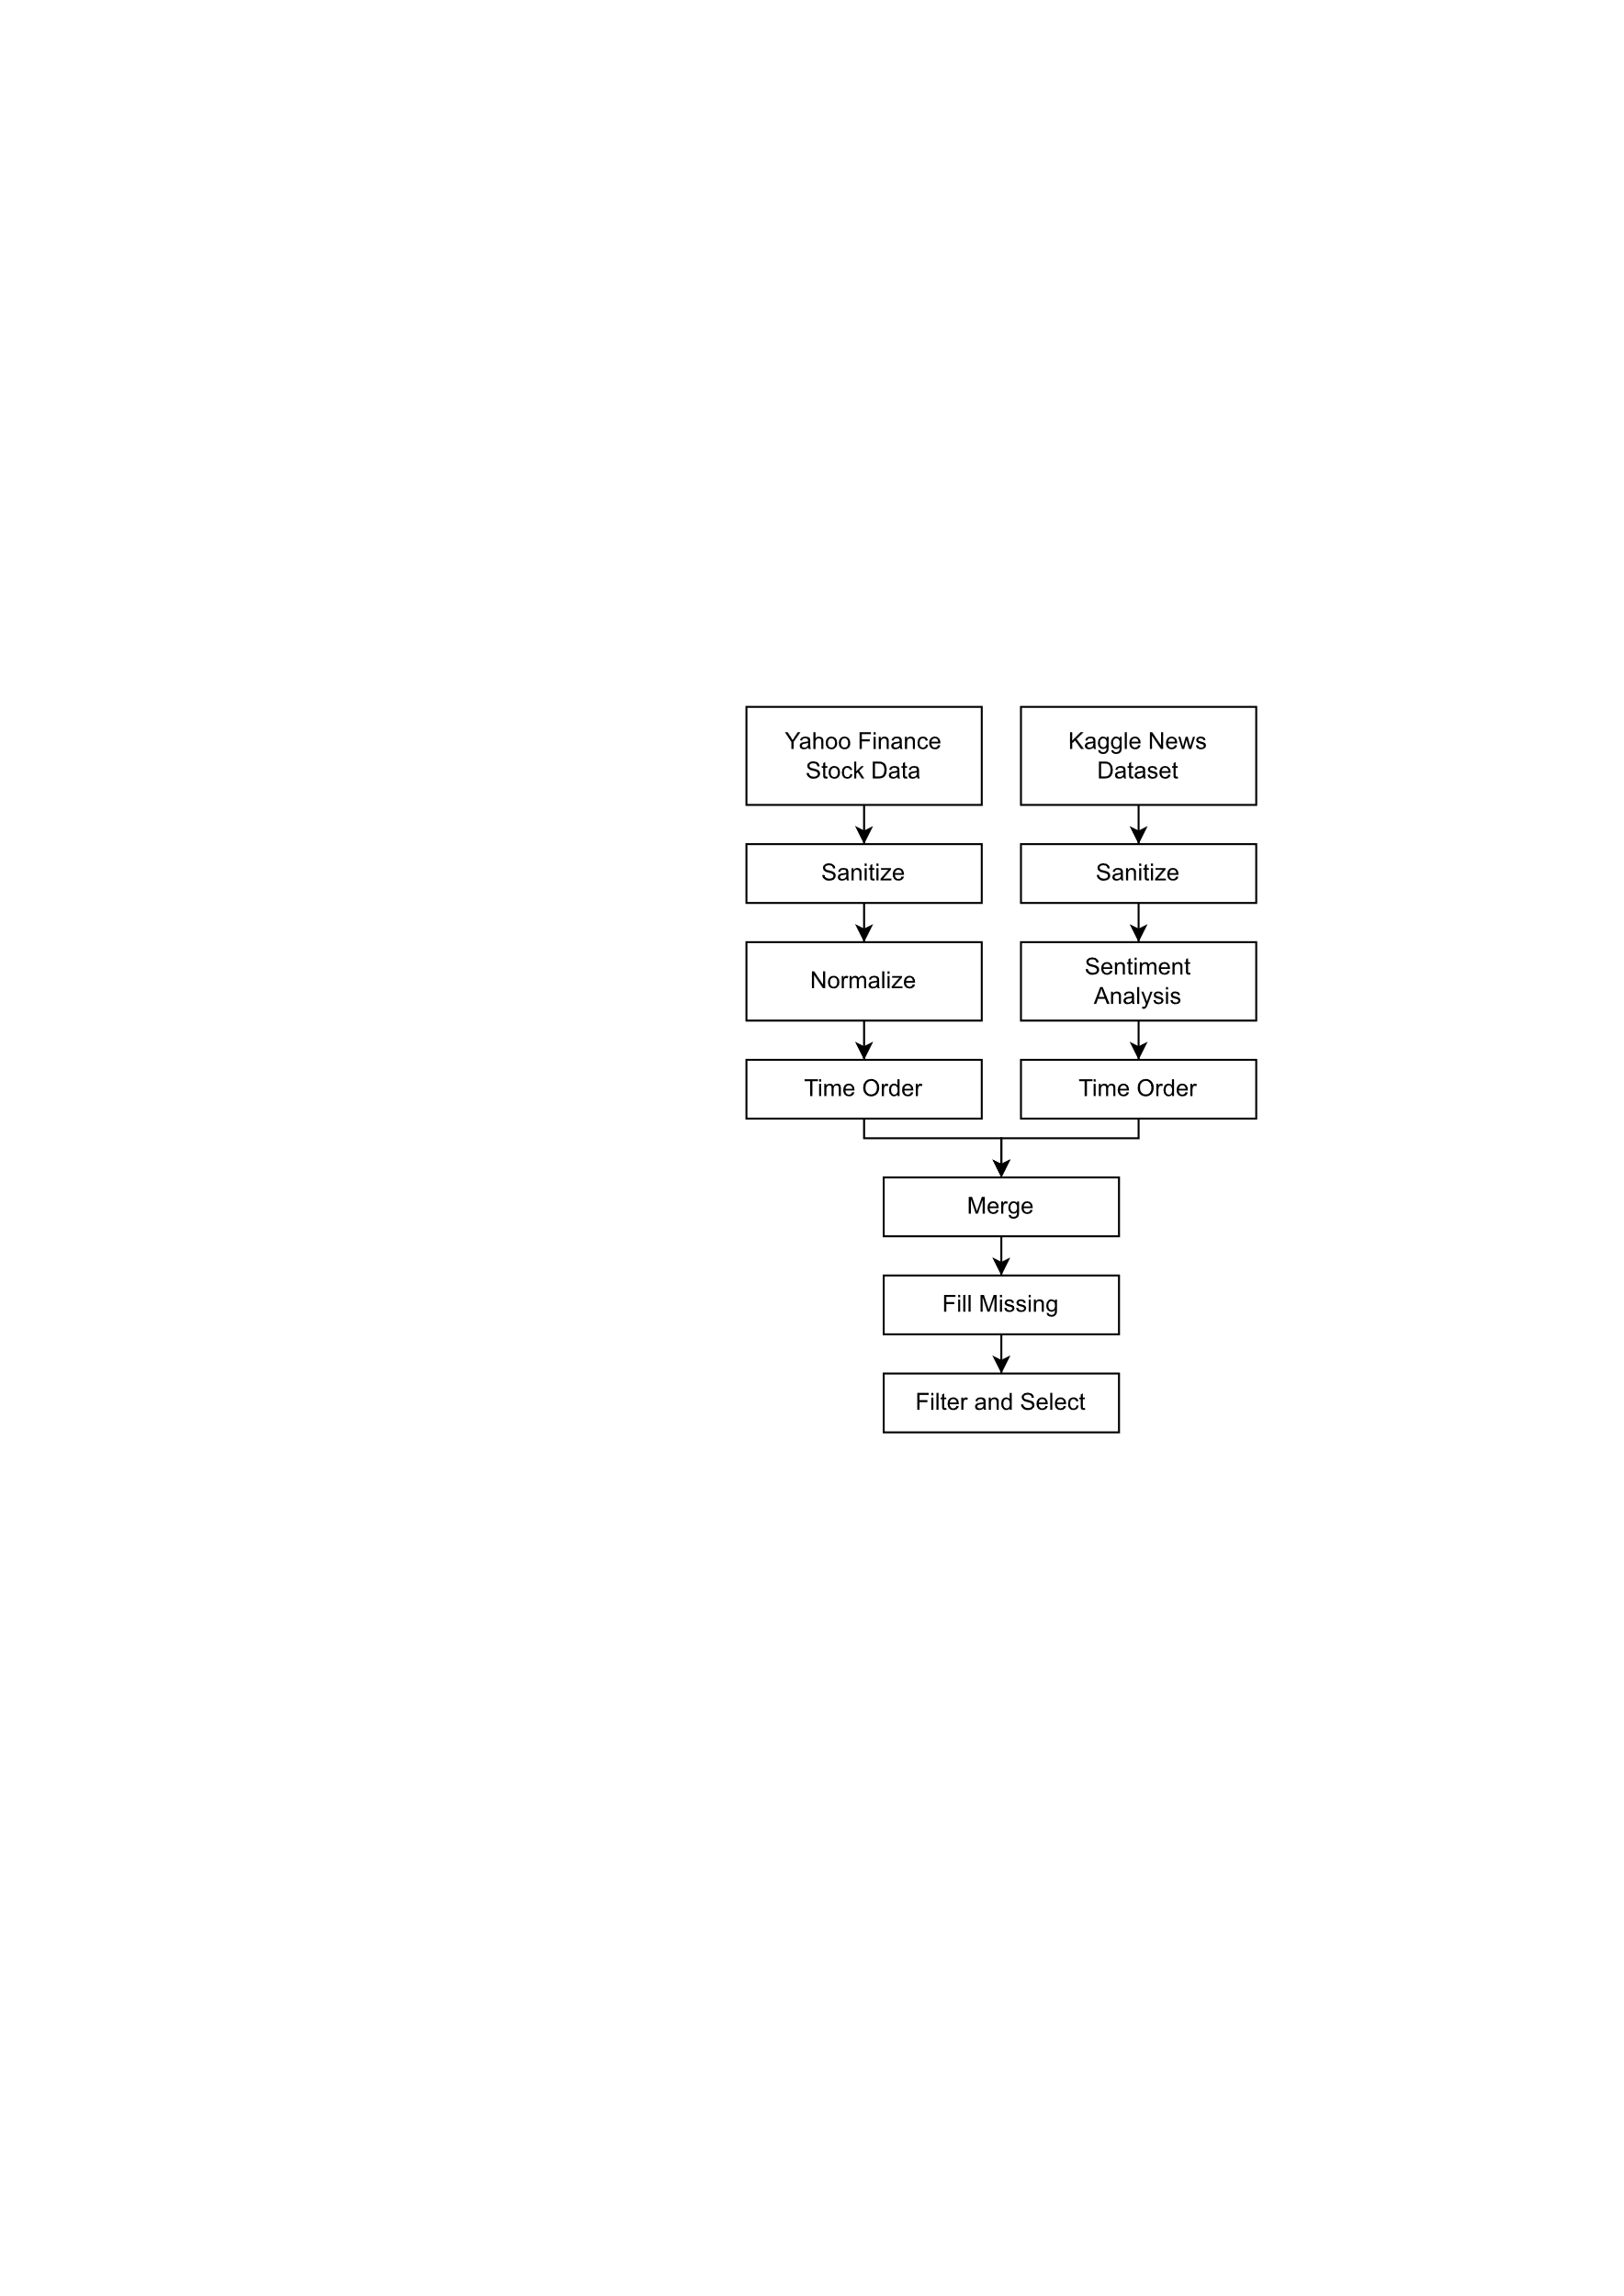 Yahoo Finance
Stock Data
Kaggle News
Dataset
Sanitize
Sanitize
Normalize
Sentiment
Analysis
Time Order
Time Order
Merge
Fill Missing
Filter and Select